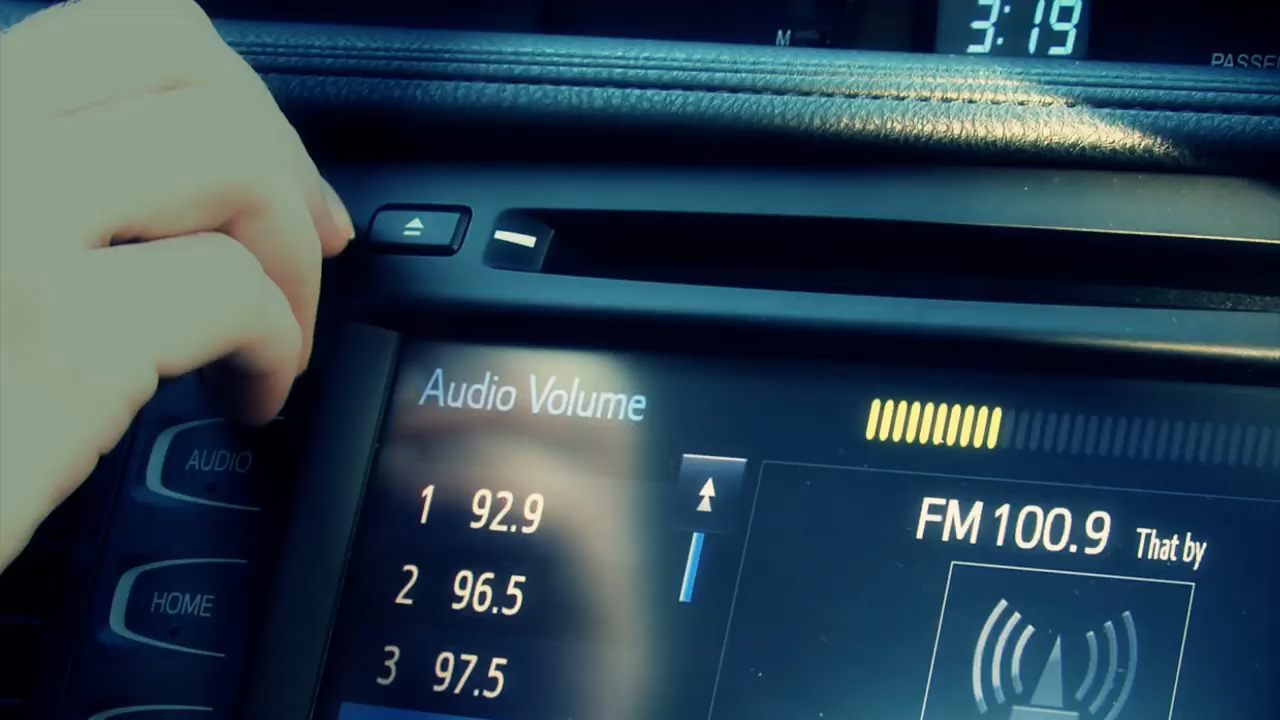 3:19
M
PASSE
Audio Volume
AUDIO
1 92.9
FM 100.9 That by
2 96.5
HOME
3 97.5